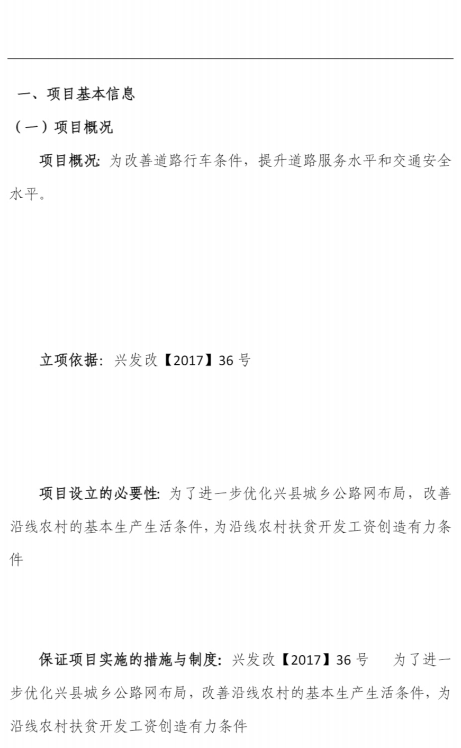 一、项目基本信息
（一）项目概况
项目概况: 为改善道路行车条件，提升道路服务水平和交通安全
水平。
立项依据: 兴发改【2017】36 号
项目设立的必要性: 为了进一步优化兴县城乡公路网布局，改善
沿线农村的基本生产生活条件，为沿线农村扶贫开发工资创造有力条
件
保证项目实施的措施与制度: 兴发改【2017】36 号 为了进一
步优化兴县城乡公路网布局，改善沿线农村的基本生产生活条件，为
沿线农村扶贫开发工资创造有力条件